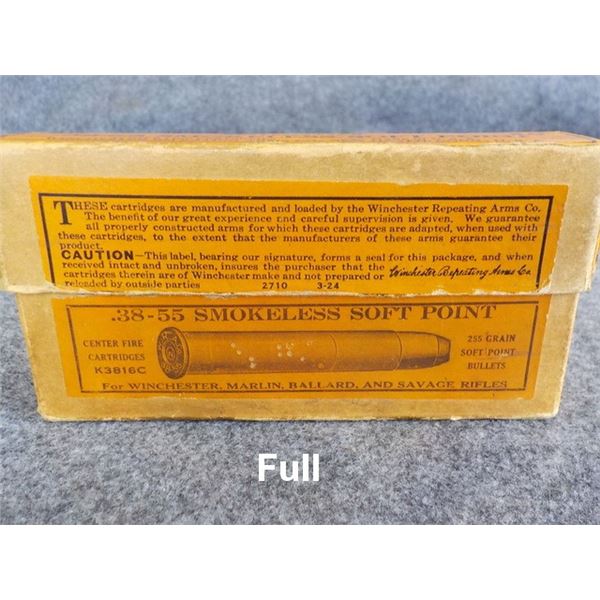 THESE cartridges are manufactured and loaded by the Winchester Repeating Arms Co.
The benefit of our great experience and careful supervision is given. We guarantee
all properly constructed arms for which these cartridges are adapted, when used with
these cartridges, to the extent that the manufacturers of these arms guarantee their
product.
CAUTION—This label, bearing our signature, forms a seal for this package, and when
received intact and unbroken, insures the purchaser that the
cartridges therein are of Winchester make and not prepared or Winchester Repeating Arms Co.
reloaded by outside parties 2710 3-24
.38-55 SMOKELESS SOFT POINT
CENTER FIRE
CARTRIDGES
K3816C
255 GRAIN
SOFT POINT
BULLETS
For WINCHESTER, MARLIN, BALLARD, AND SAVAGE RIFLES
Full